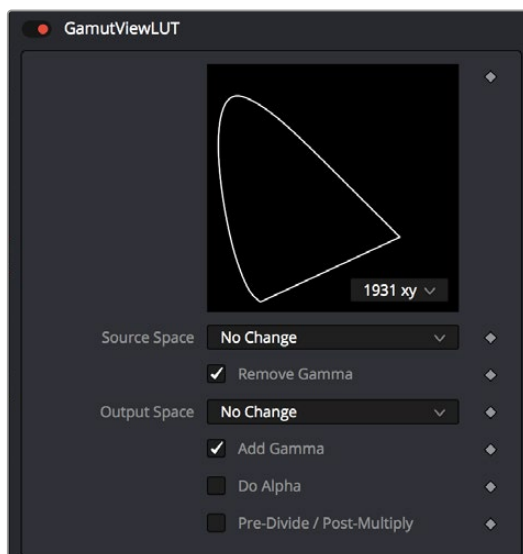 GamutViewLUT
1931 xy
Source Space No Change
Remove Gamma
Output Space No Change
Add Gamma
Do Alpha
Pre-Divide / Post-Multiply